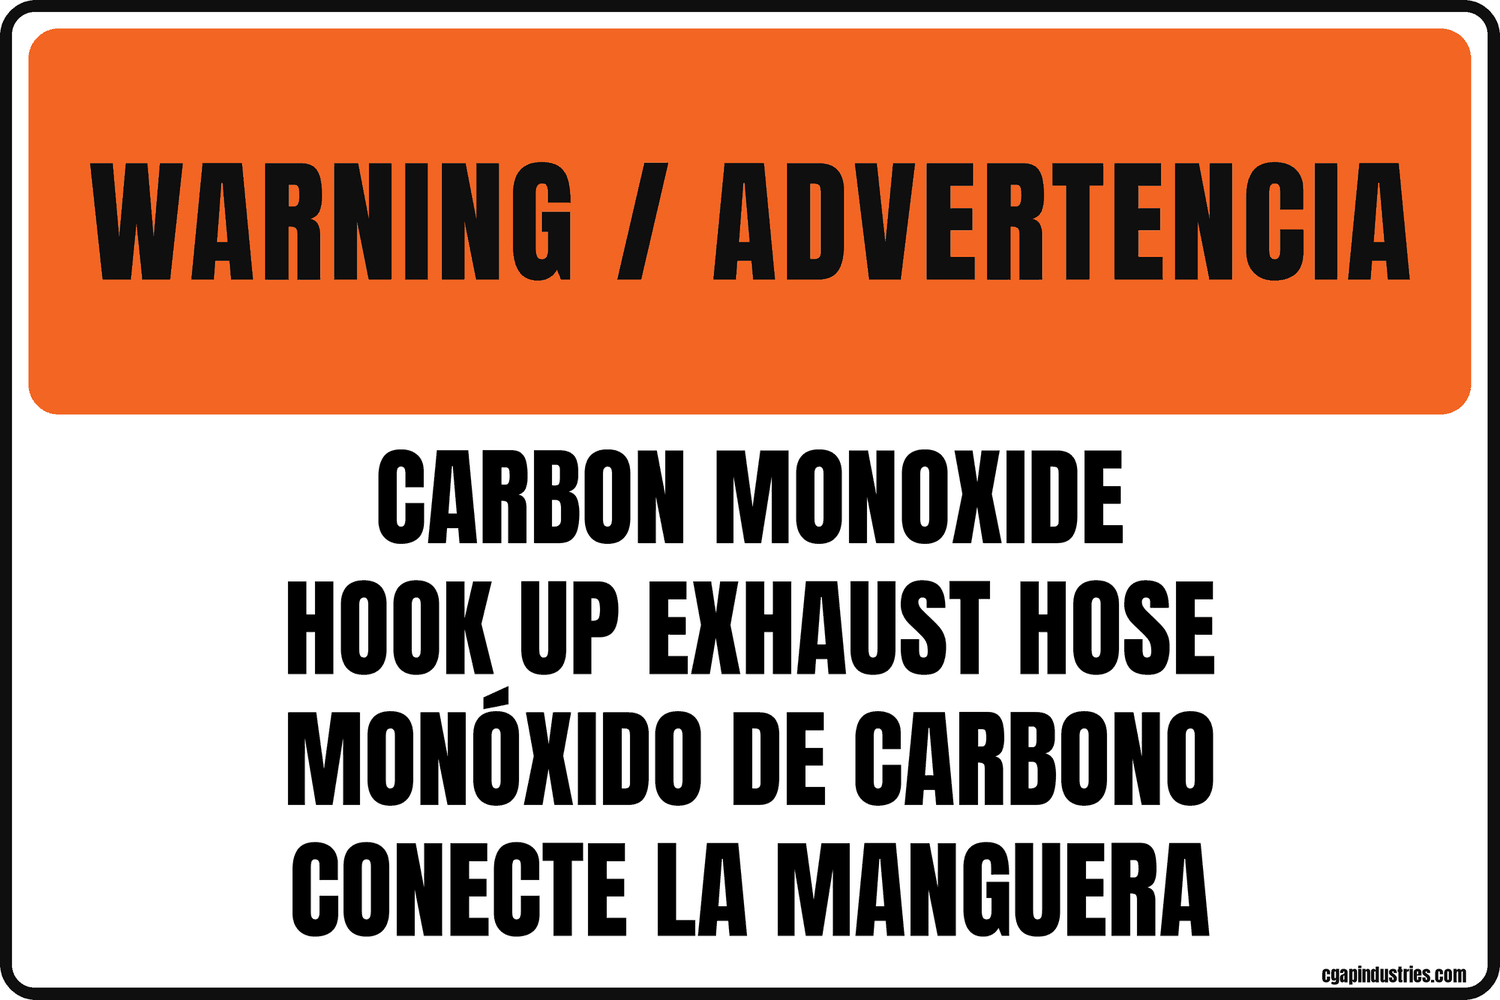 WARNING / ADVERTENCIA
CARBON MONOXIDE
HOOK UP EXHAUST HOSE
MONÓXIDO DE CARBONO
CONECTE LA MANGUERA
cgapindustries.com